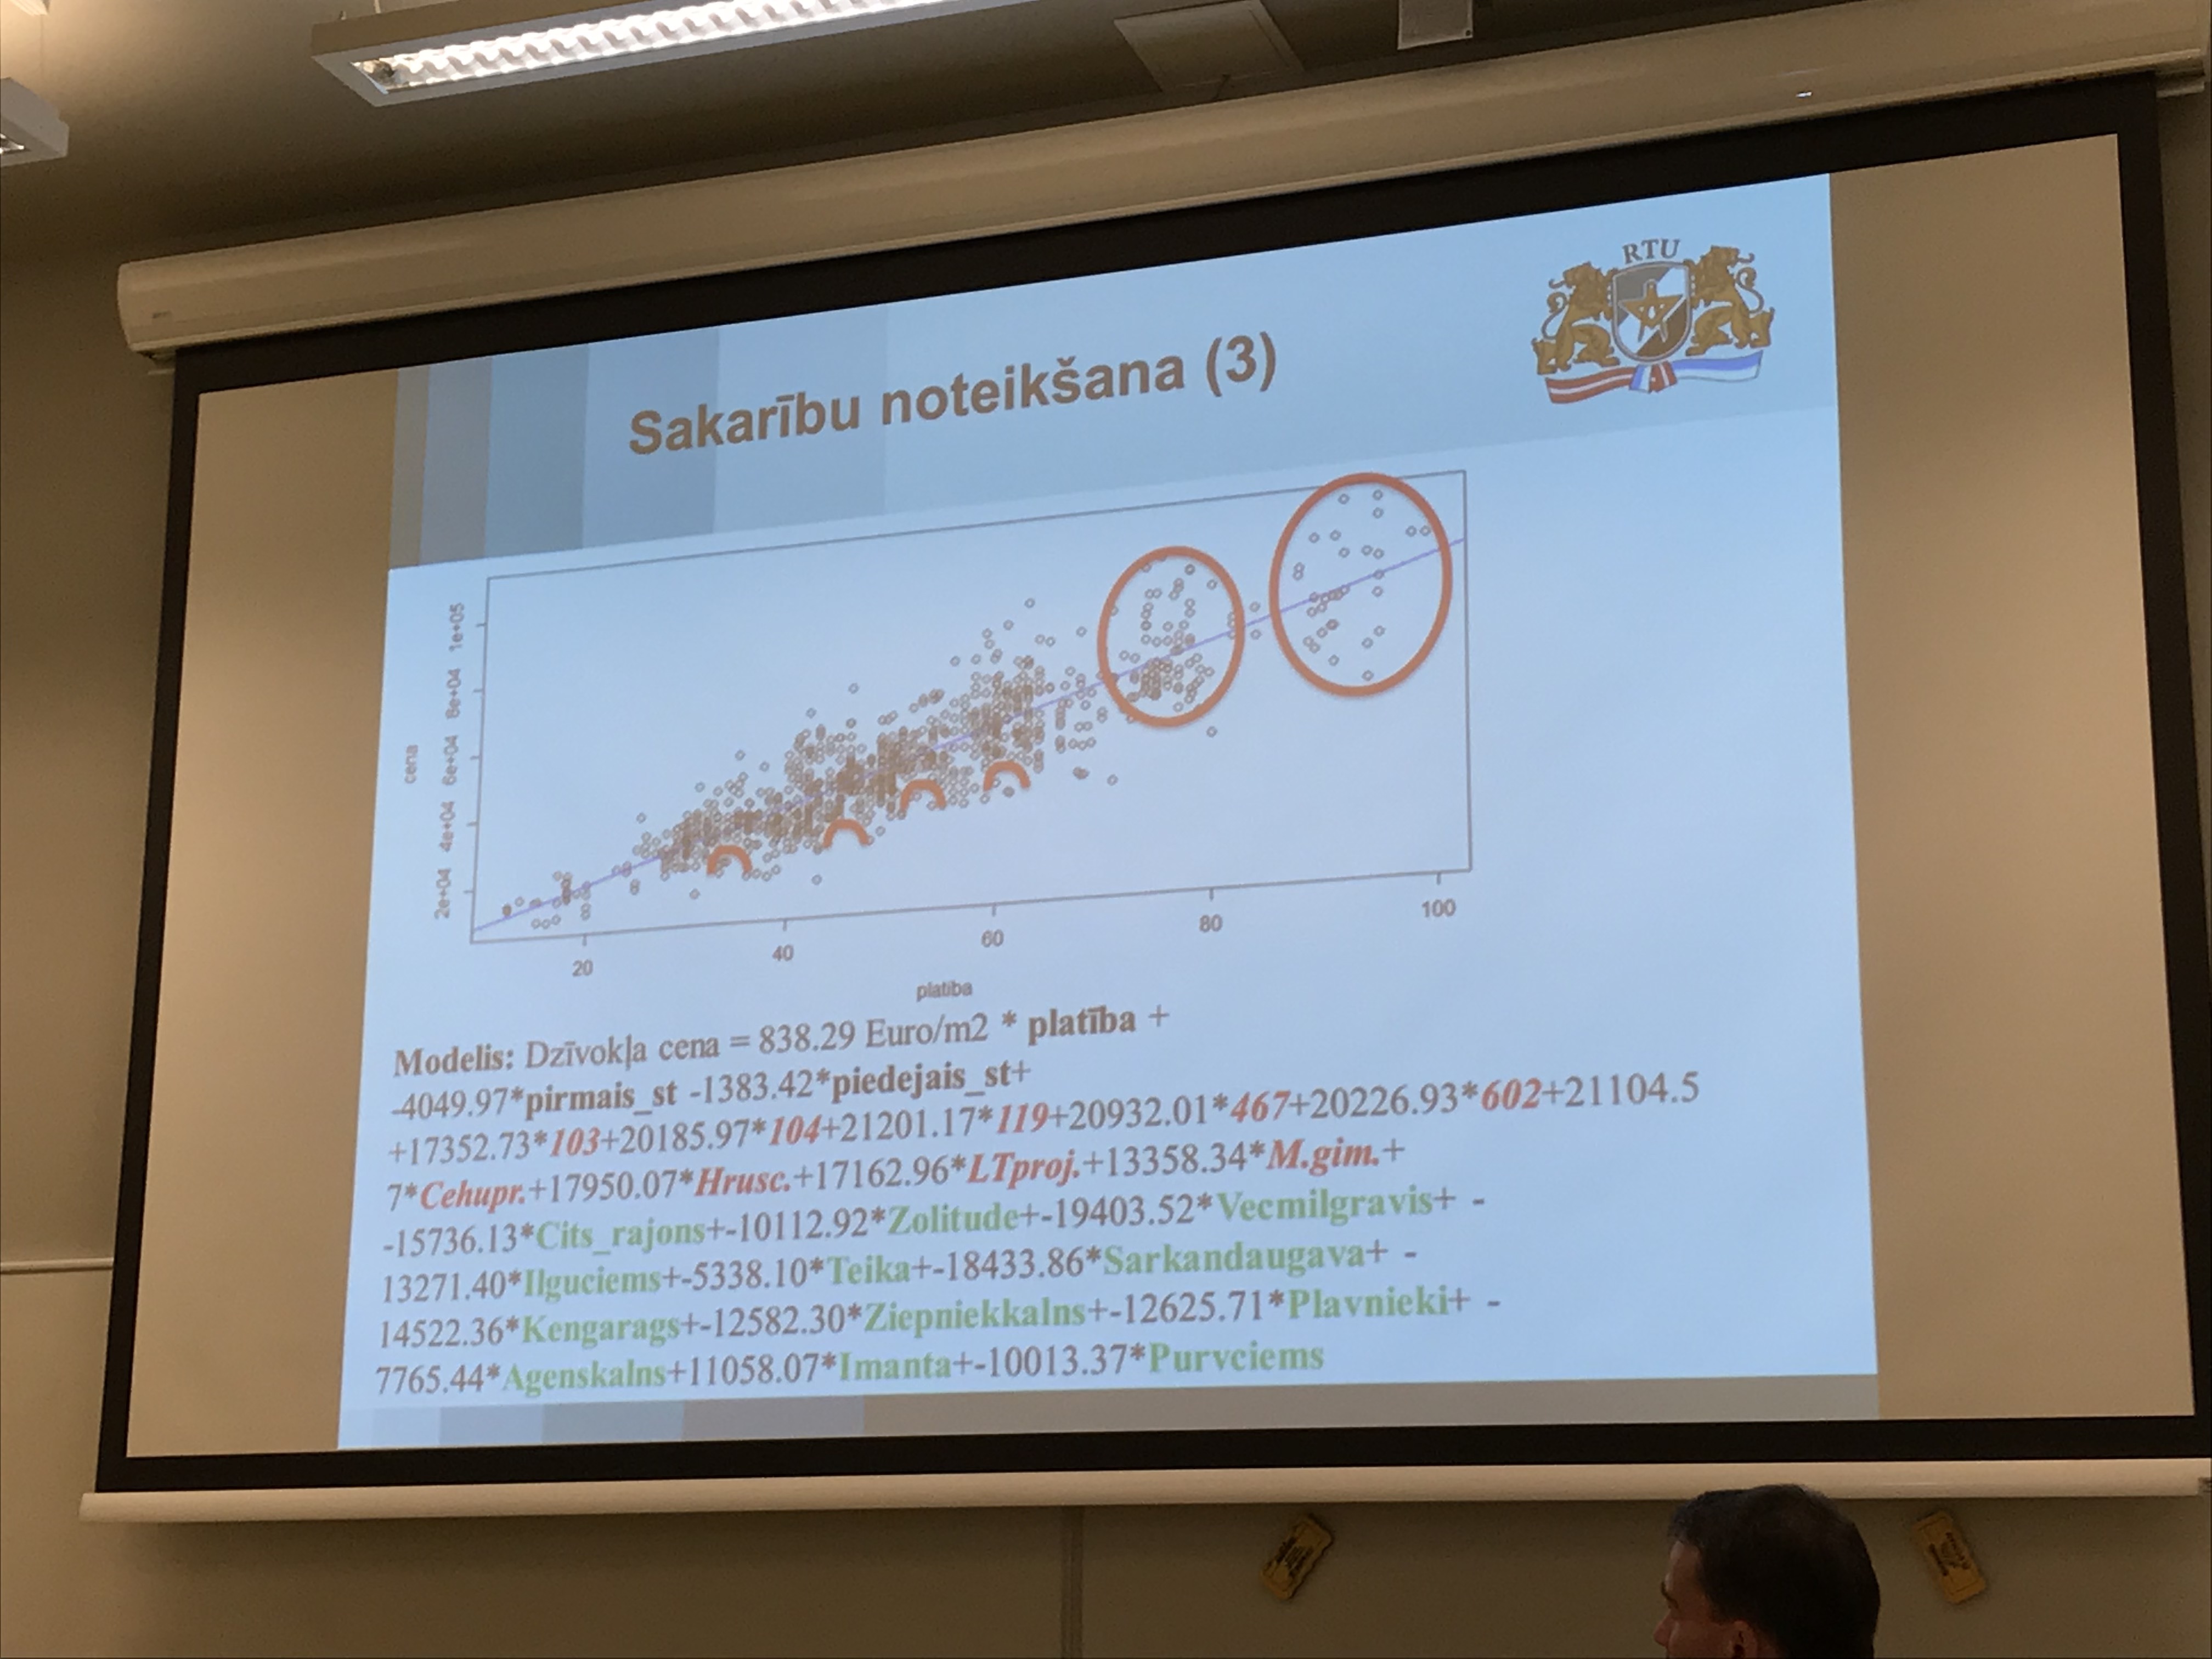 RTU
Sakarību noteikšana (3)
cena
2e+04 4e+04 6e+04 8e+04 1e+05
20 40 60 80 100
platiba
Modelis: Dzīvokļa cena = 838.29 Euro/m2 * platība +
-4049.97*pirmais_st -1383.42*piedejais_st+
+17352.73*103+20185.97*104+21201.17*119+20932.01*467+20226.93*602+21104.5
7*Cehupr.+17950.07*Hrusc.+17162.96*LTproj.+13358.34*M.gim.+
-15736.13*Cits_rajons+-10112.92*Zolitude+-19403.52*Vecmilgravis+ -
13271.40*Ilguciems+-5338.10*Teika+-18433.86*Sarkandaugava+ -
14522.36*Kengarags+-12582.30*Ziepniekkalns+-12625.71*Plavnieki+ -
7765.44*Agenskalns+11058.07*Imanta+-10013.37*Purvciems